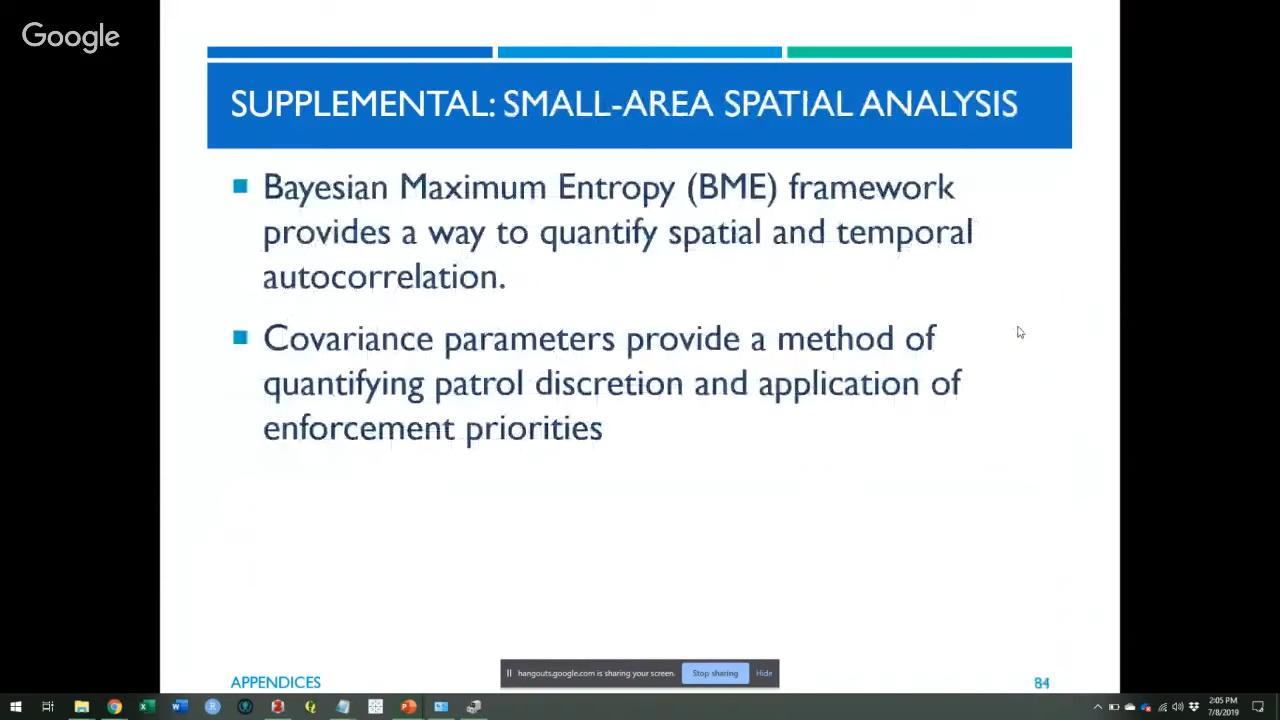 Google
SUPPLEMENTAL: SMALL-AREA SPATIAL ANALYSIS
Bayesian Maximum Entropy (BME) framework
provides a way to quantify spatial and temporal
autocorrelation.
Covariance parameters provide a method of
quantifying patrol discretion and application of
enforcement priorities
hangouts.google.com is sharing your screen.
Stop sharing
Hide
APPENDICES
84
2:05 PM
7/8/2019